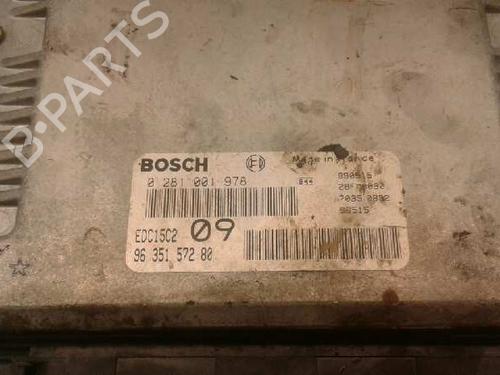 B-PARTS
BOSCH
Made in France
0 281 001 978
EDC15C2 09
96 351 572 80